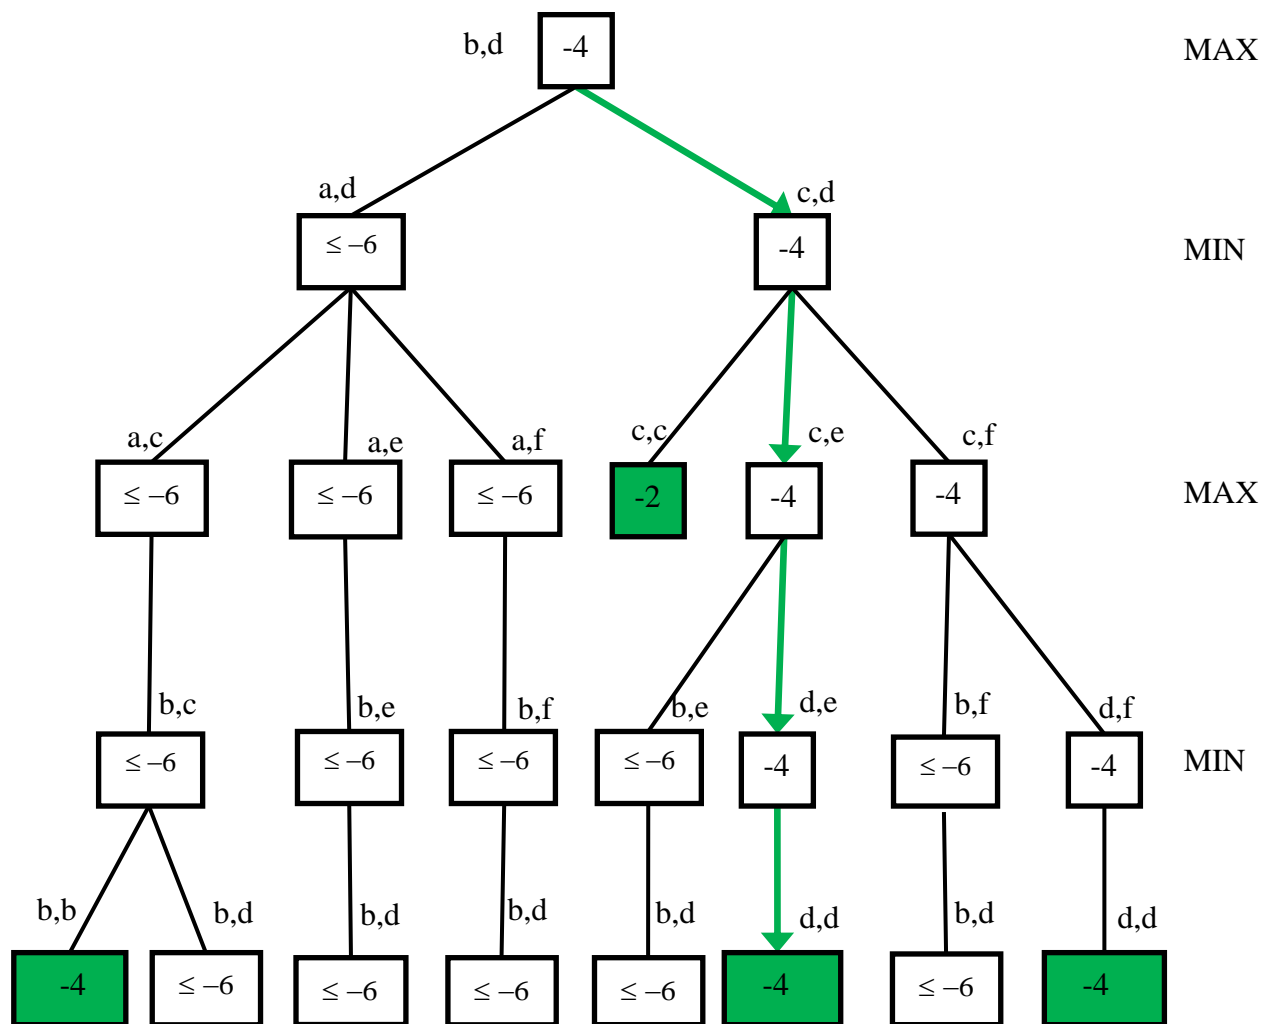 b,d -4 MAX
a,d c,d
≤ −6 -4 MIN
a,c a,e a,f c,c c,e c,f
≤ −6 ≤ −6 ≤ −6 -2 -4 -4 MAX
b,c b,e b,f b,e d,e b,f d,f
≤ −6 ≤ −6 ≤ −6 ≤ −6 -4 ≤ −6 -4 MIN
b,b b,d b,d b,d b,d d,d b,d d,d
-4 ≤ −6 ≤ −6 ≤ −6 ≤ −6 -4 ≤ −6 -4